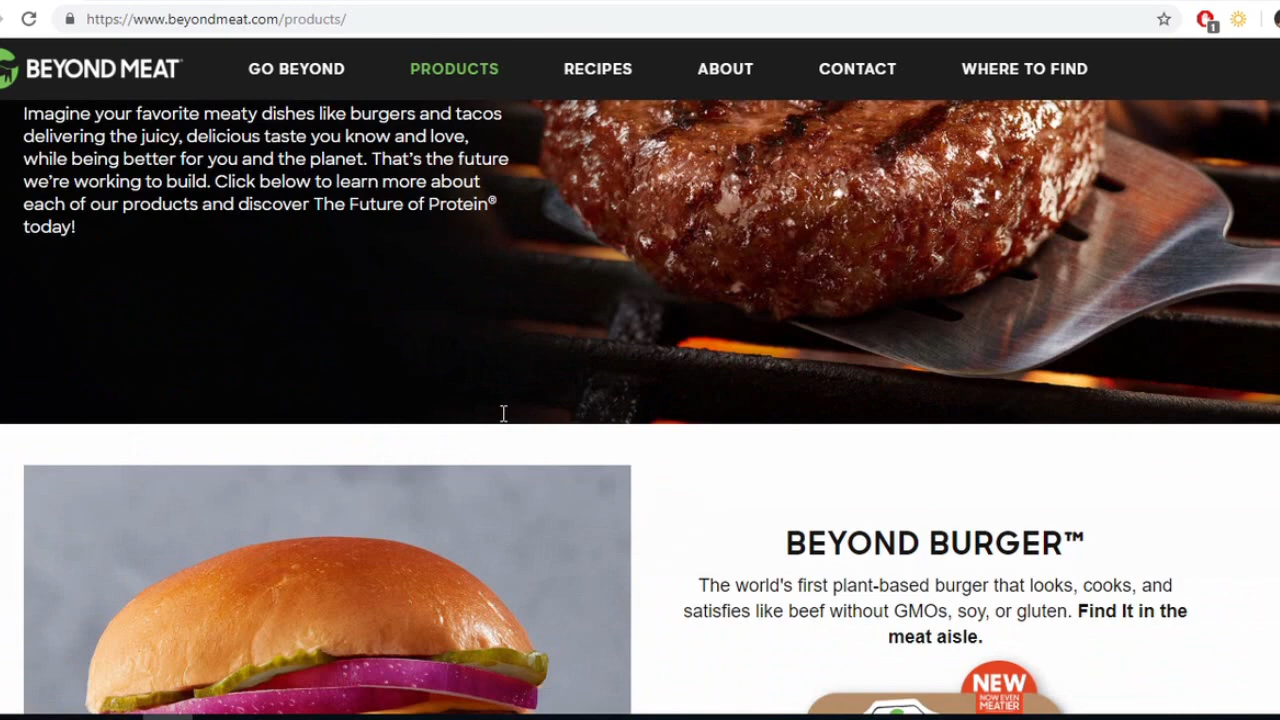 https://www.beyondmeat.com/products/
1
BEYOND MEAT
GO BEYOND
PRODUCTS
RECIPES
ABOUT
CONTACT
WHERE TO FIND
Imagine your favorite meaty dishes like burgers and tacos
delivering the juicy, delicious taste you know and love,
while being better for you and the planet. That’s the future
we’re working to build. Click below to learn more about
each of our products and discover The Future of Protein®
today!
BEYOND BURGER™
The world's first plant-based burger that looks, cooks, and
satisfies like beef without GMOs, soy, or gluten. Find It in the
meat aisle.
NEW
NOW EVEN
MEATIER